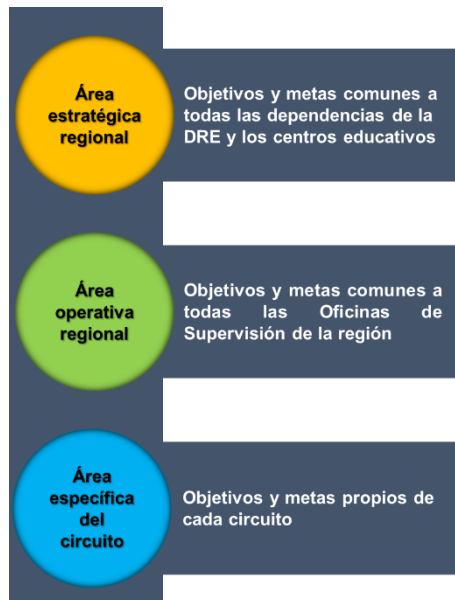 Área
estratégica
regional
Objetivos y metas comunes a
todas las dependencias de la
DRE y los centros educativos
Área
operativa
regional
Objetivos y metas comunes a
todas las Oficinas de
Supervisión de la región
Área
específica
del
circuito
Objetivos y metas propios de
cada circuito